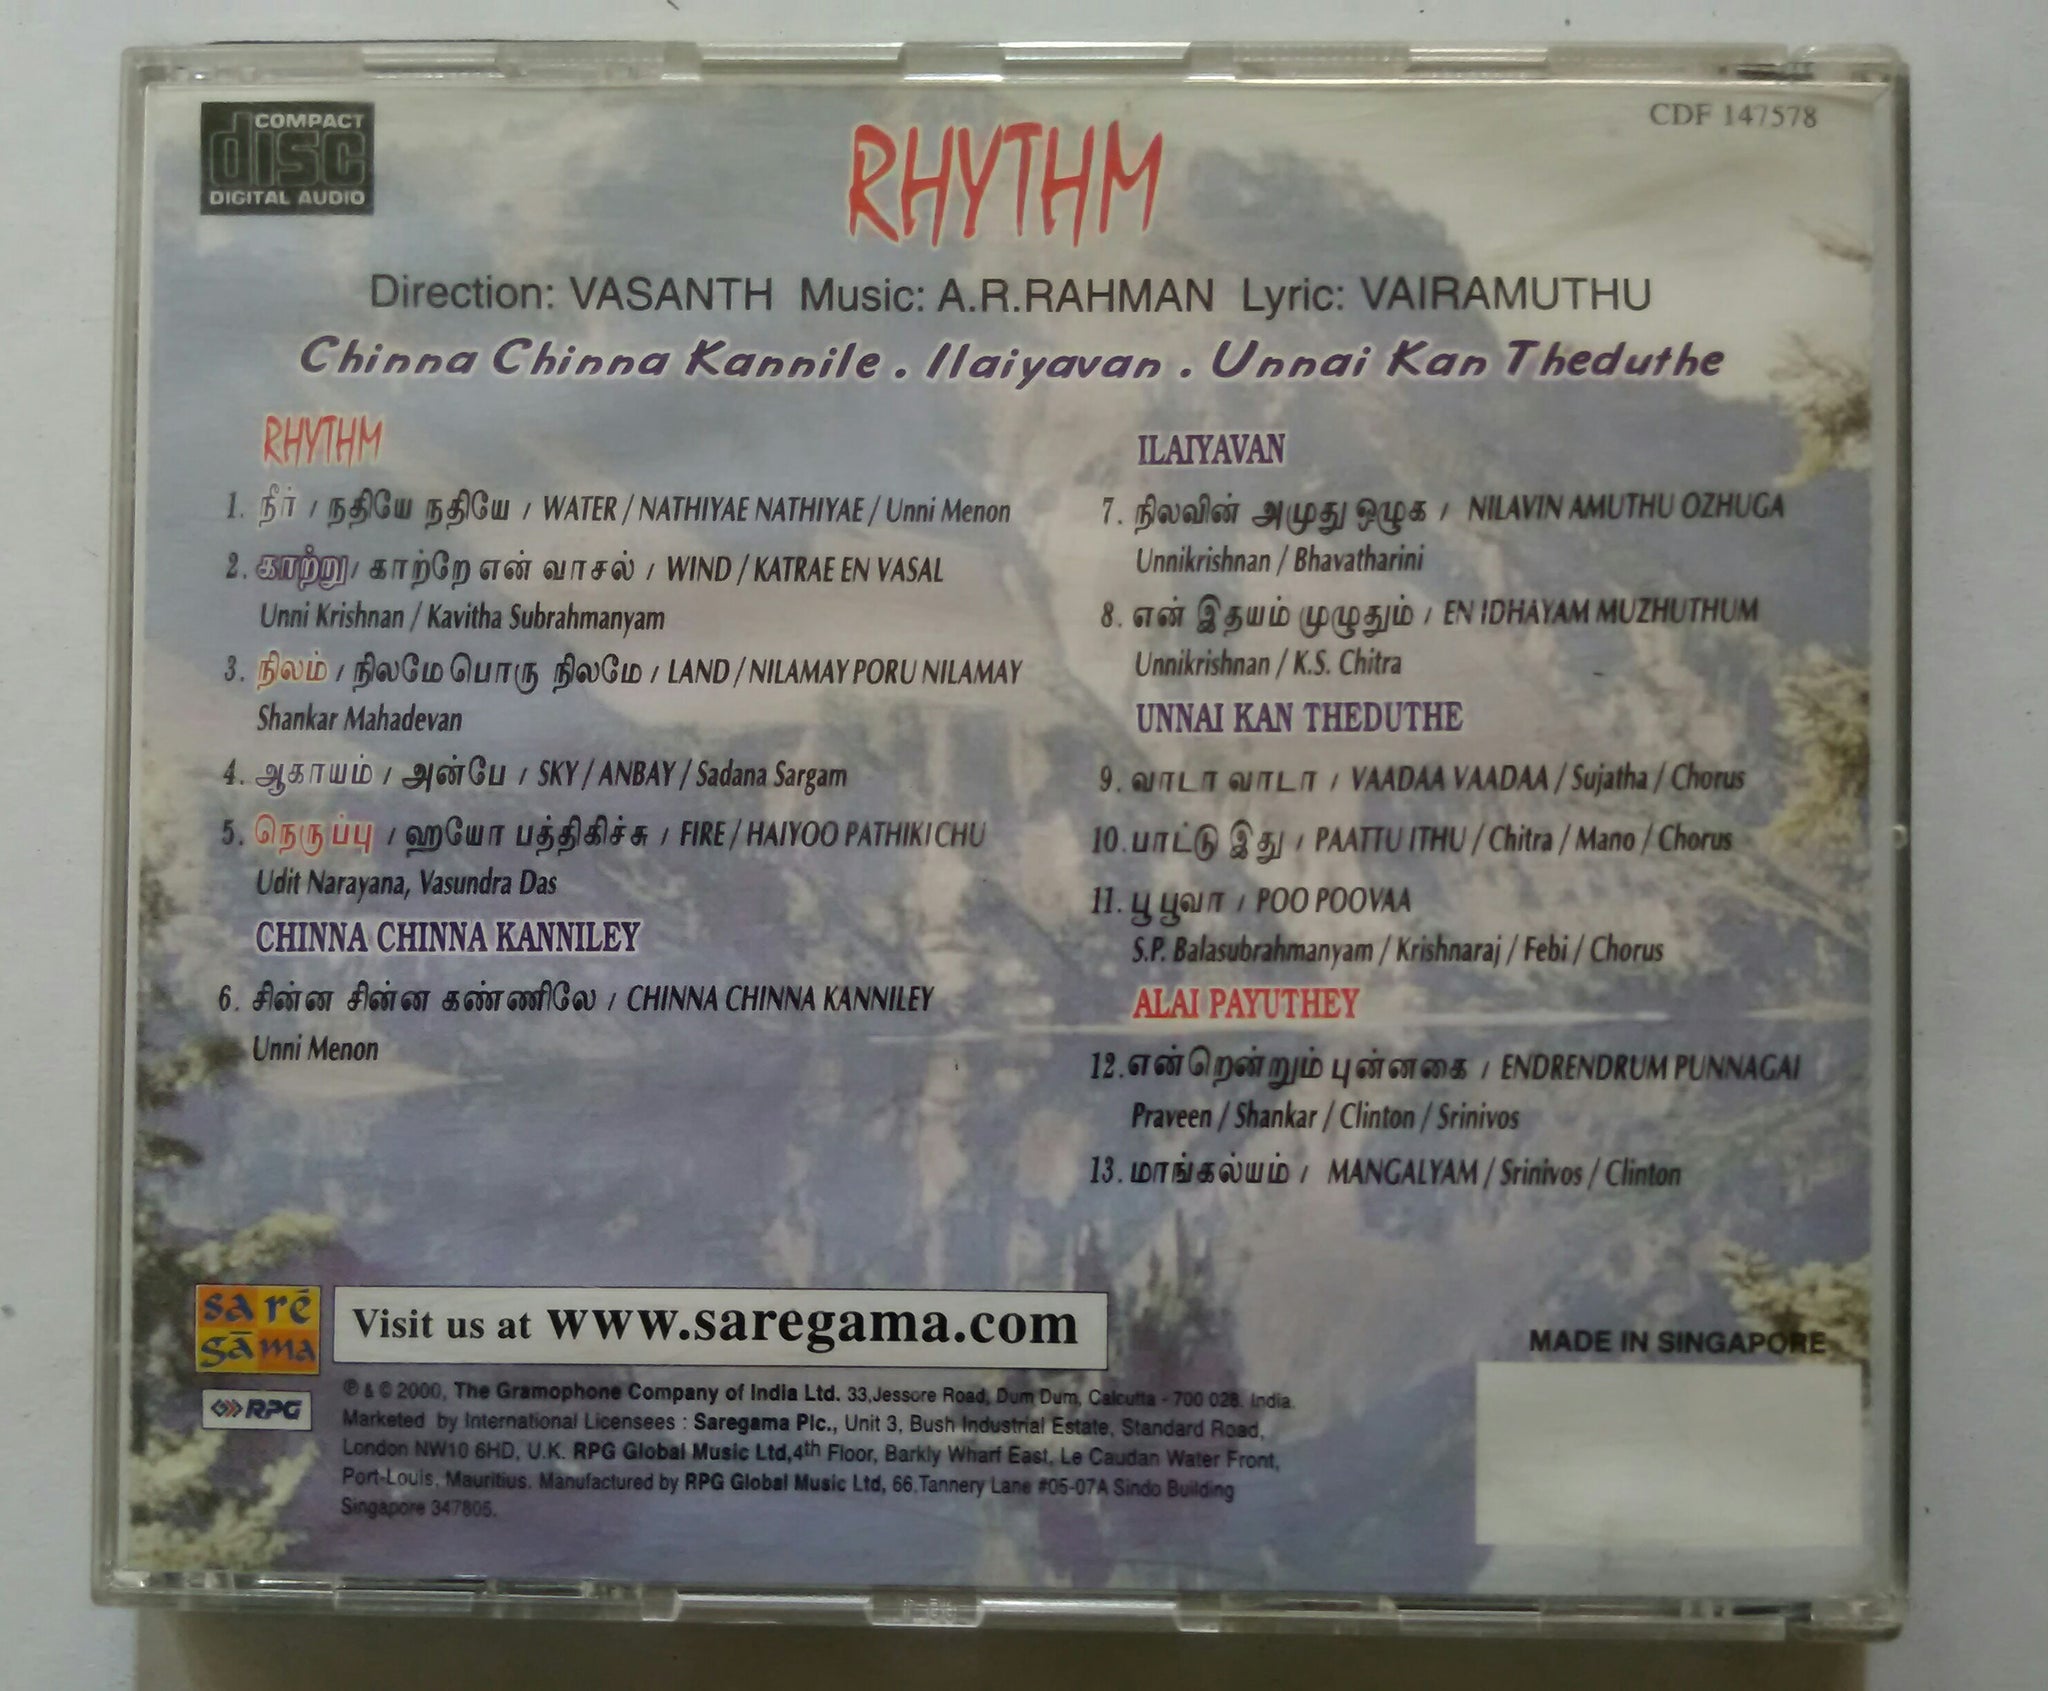 COMPACT
disc
DIGITAL AUDIO
CDF 147578
RHYTHM
Direction: VASANTH Music: A.R.RAHMAN Lyric: VAIRAMUTHU
Chinna Chinna Kannile . Ilaiyavan . Unnai Kan Theduthe
RHYTHM
1. நீர் / நதியே நதியே / WATER / NATHIYAE NATHIYAE / Unni Menon
2. காற்று / காற்றே என் வாசல் / WIND / KATRAE EN VASAL
Unni Krishnan / Kavitha Subrahmanyam
3. நிலம் / நிலமே பொரு நிலமே / LAND / NILAMAY PORU NILAMAY
Shankar Mahadevan
4. ஆகாயம் / அன்பே / SKY / ANBAY / Sadana Sargam
5. நெருப்பு / ஹயோ பத்திகிச்சு / FIRE / HAIYOO PATHIKICHU
Udit Narayana, Vasundra Das
CHINNA CHINNA KANNILEY
6. சின்ன சின்ன கண்ணிலே / CHINNA CHINNA KANNILEY
Unni Menon
ILAIYAVAN
7. நிலவின் அமுது ஒழுக / NILAVIN AMUTHU OZHUGA
Unnikrishnan / Bhavatharini
8. என் இதயம் முழுதும் / EN IDHAYAM MUZHUTHUM
Unnikrishnan / K.S. Chitra
UNNAI KAN THEDUTHE
9. வாடா வாடா / VAADAA VAADAA / Sujatha / Chorus
10. பாட்டு இது / PAATTU ITHU / Chitra / Mano / Chorus
11. பூ பூவா / POO POOVAA
S.P. Balasubrahmanyam / Krishnaraj / Febi / Chorus
ALAI PAYUTHEY
12. என்றென்றும் புன்னகை / ENDRENDRUM PUNNAGAI
Praveen / Shankar / Clinton / Srinivos
13. மாங்கல்யம் / MANGALYAM / Srinivos / Clinton
sa rē
gāma
Visit us at www.saregama.com
MADE IN SINGAPORE
RPG
℗ & © 2000, The Gramophone Company of India Ltd. 33,Jessore Road, Dum Dum, Calcutta - 700 028. India.
Marketed by International Licensees : Saregama Plc., Unit 3, Bush Industrial Estate, Standard Road,
London NW10 6HD, U.K. RPG Global Music Ltd,4th Floor, Barkly Wharf East, Le Caudan Water Front,
Port-Louis, Mauritius. Manufactured by RPG Global Music Ltd, 66,Tannery Lane #05-07A Sindo Building
Singapore 347805.